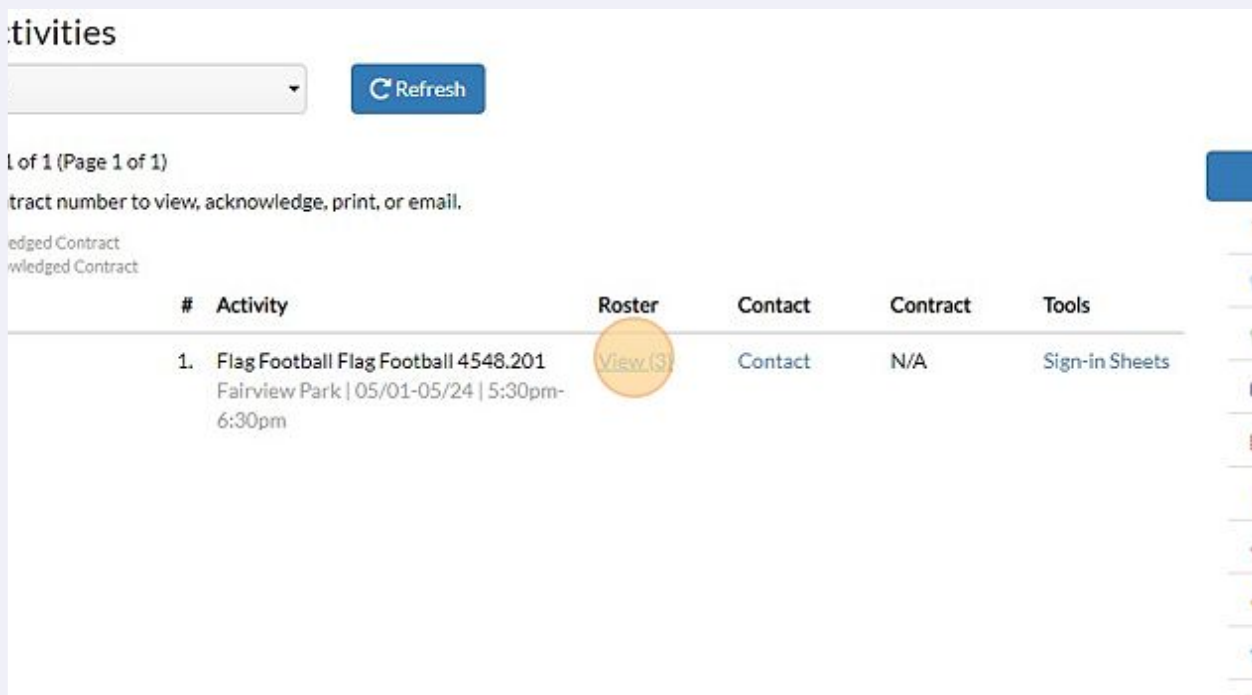 tivities
Refresh
1 of 1 (Page 1 of 1)
tract number to view, acknowledge, print, or email.
edged Contract
wledged Contract
# Activity Roster Contact Contract Tools
1. Flag Football Flag Football 4548.201 View (3) Contact N/A Sign-in Sheets
Fairview Park | 05/01-05/24 | 5:30pm-
6:30pm